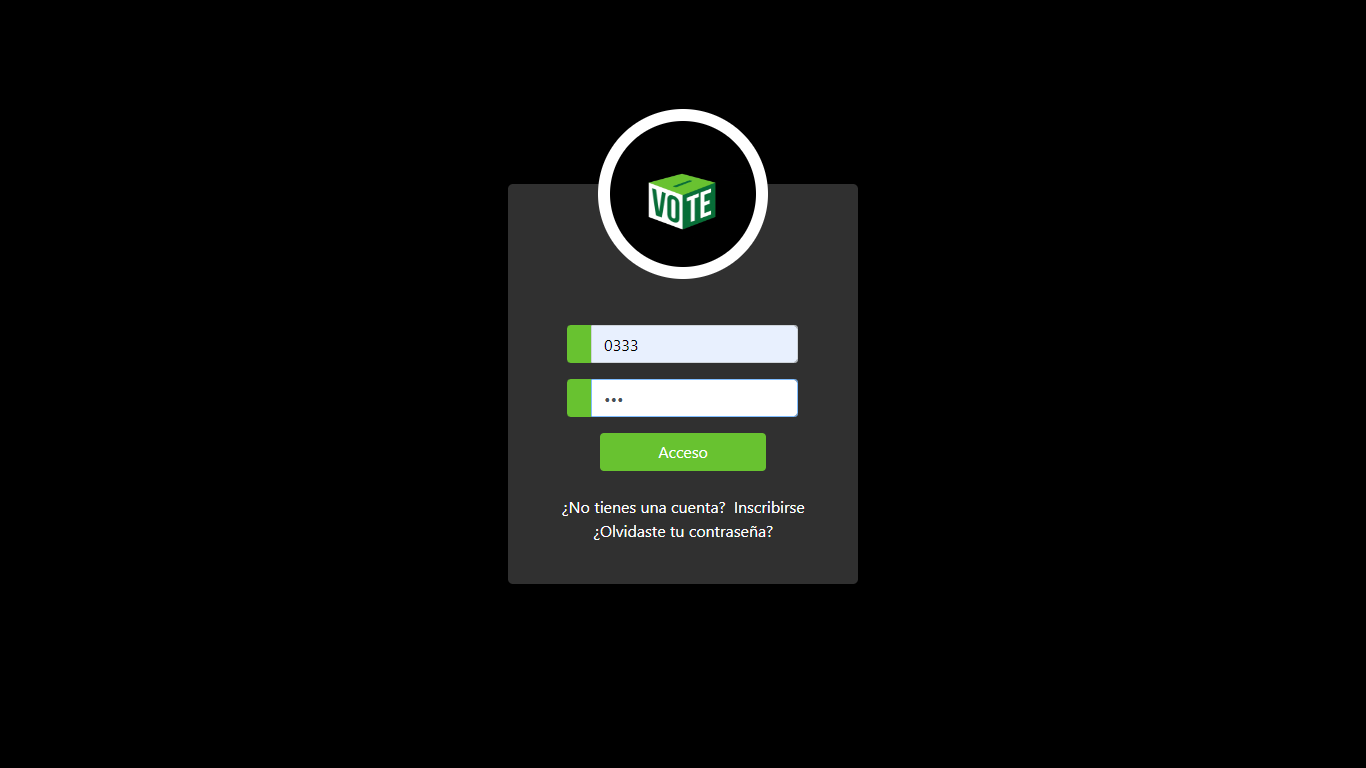 VOTE
0333
•••
Acceso
¿No tienes una cuenta? Inscribirse
¿Olvidaste tu contraseña?